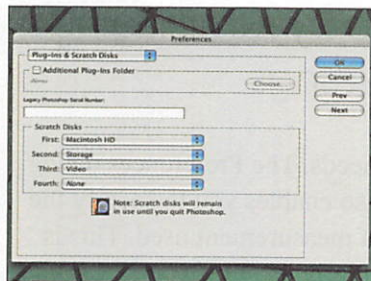 Preferences
Plug-Ins & Scratch Disks
OK
Cancel
Prev
Next
Additional Plug-Ins Folder
None
Choose...
Legacy Photoshop Serial Number:
Scratch Disks
First: Macintosh HD
Second: Storage
Third: Video
Fourth: None
Note: Scratch disks will remain
in use until you quit Photoshop.